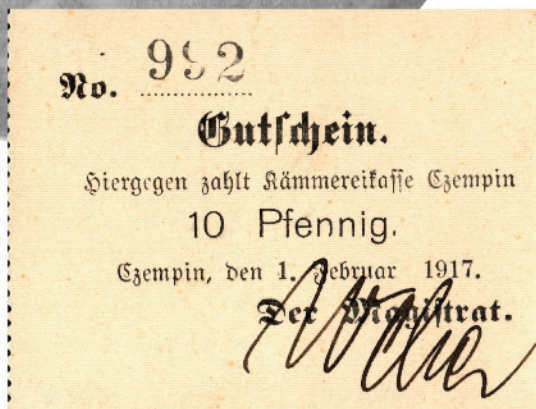 No. 992
Gutschein.
Hiergegen zahlt Kämmereikasse Czempin
10 Pfennig.
Czempin, den 1. Februar 1917.
Der Magistrat.